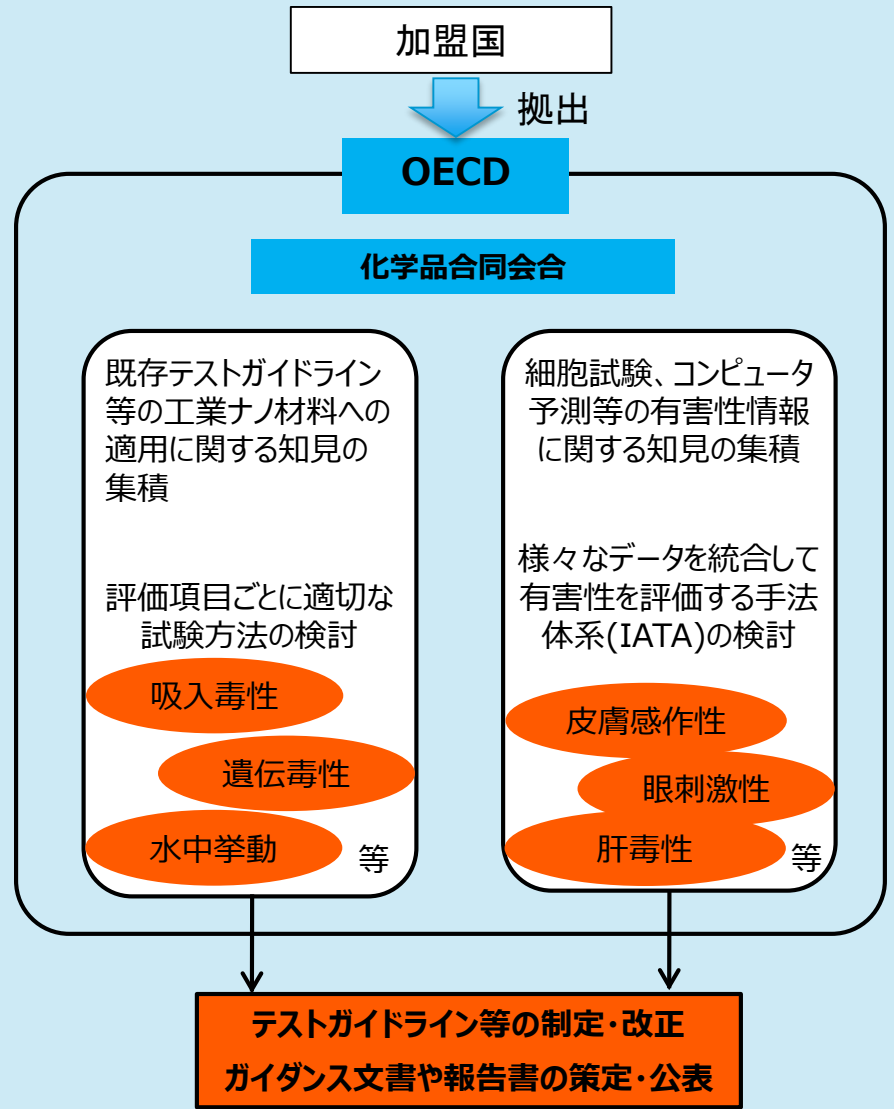 加盟国
拠出
OECD
化学品合同会合
既存テストガイドライン
等の工業ナノ材料への
適用に関する知見の
集積
評価項目ごとに適切な
試験方法の検討
吸入毒性
遺伝毒性
水中挙動
等
細胞試験、コンピュータ
予測等の有害性情報
に関する知見の集積
様々なデータを統合して
有害性を評価する手法
体系(IATA)の検討
皮膚感作性
眼刺激性
肝毒性
等
テストガイドライン等の制定・改正
ガイダンス文書や報告書の策定・公表